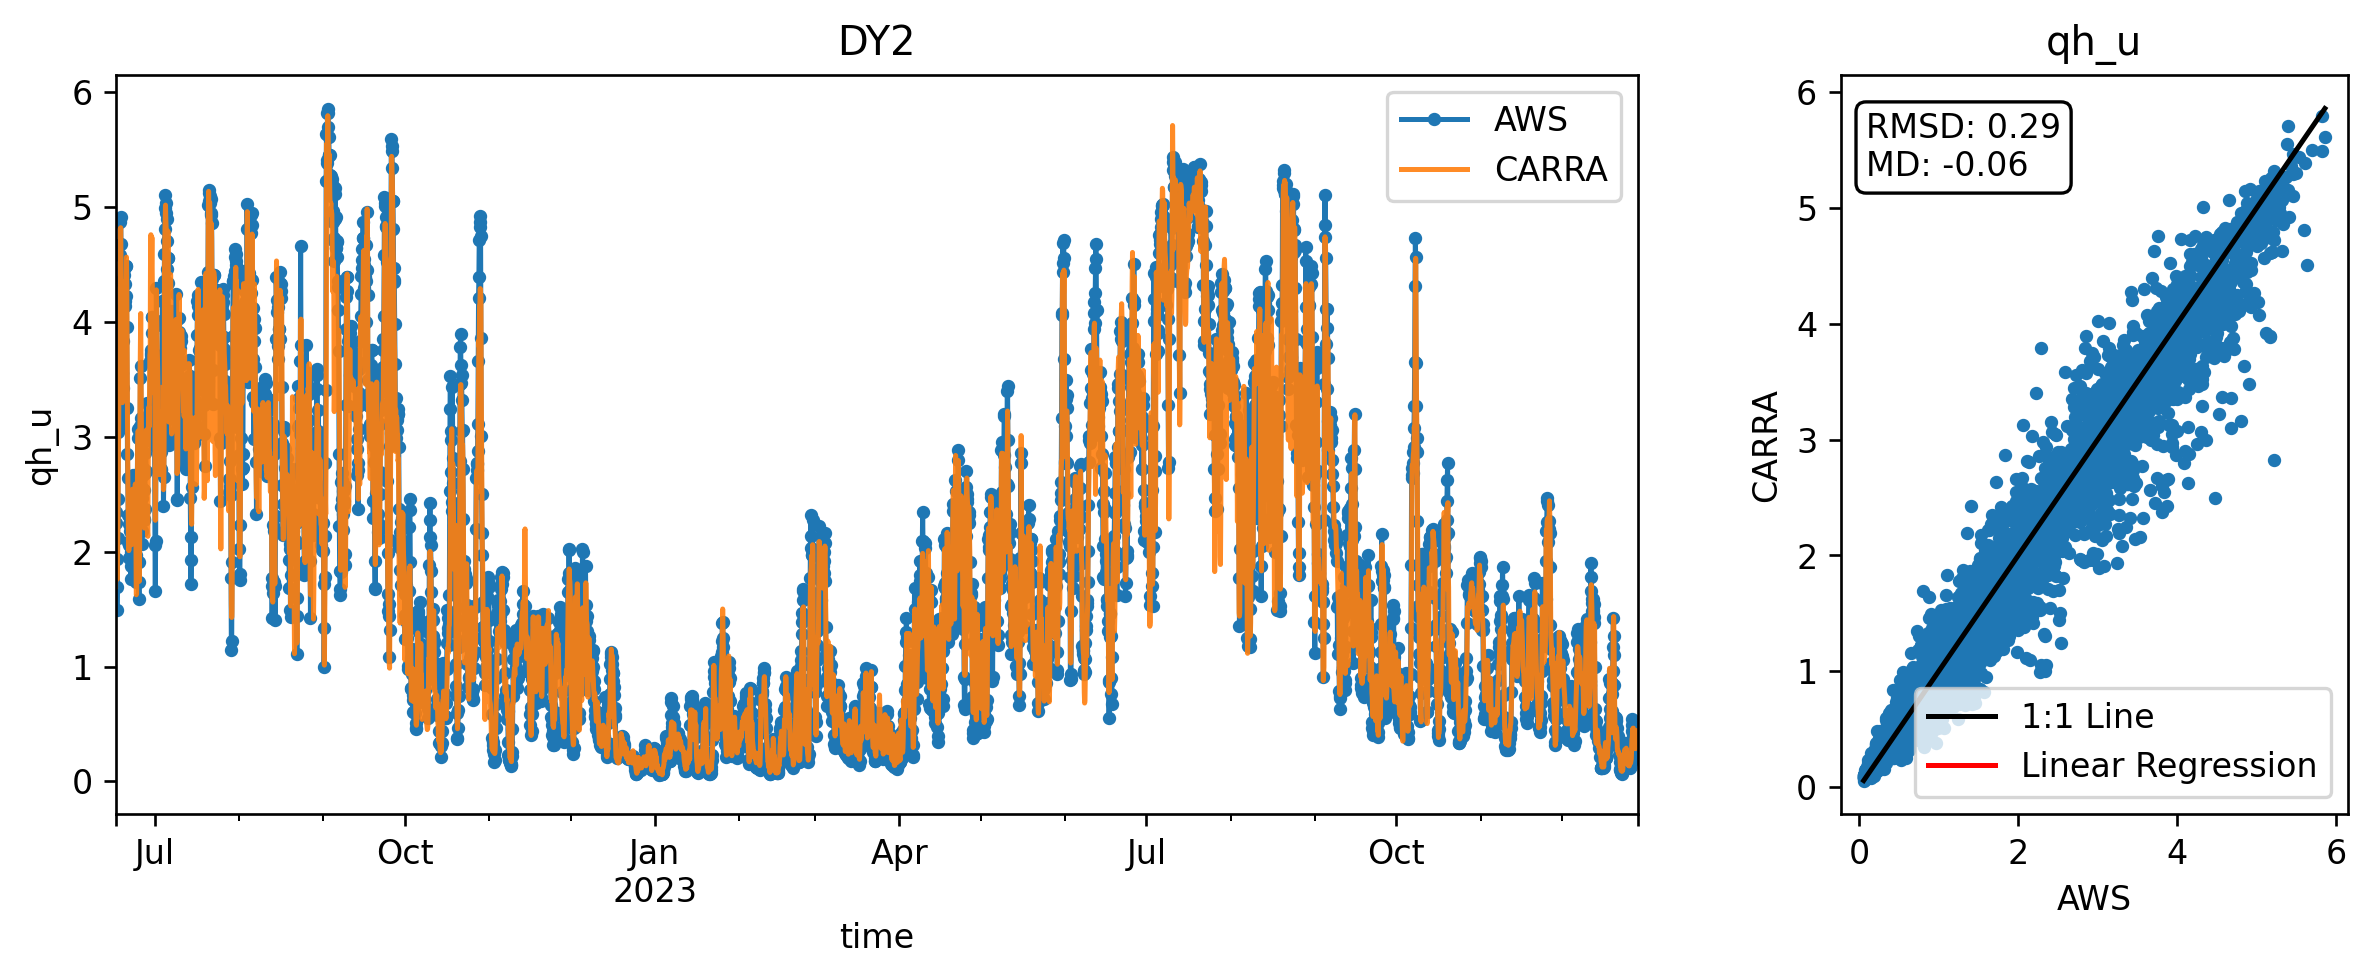 DY2
6
5
4
3
2
1
0
qh_u
AWS
CARRA
Jul
Oct
Jan
2023
Apr
Jul
Oct
time
qh_u
6
5
4
3
2
1
0
CARRA
RMSD: 0.29
MD: -0.06
1:1 Line
Linear Regression
0
2
4
6
AWS